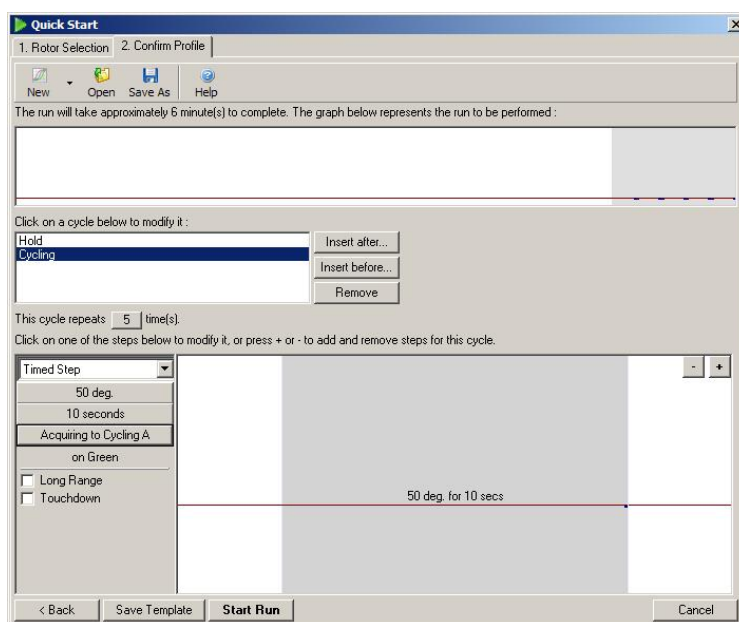 Quick Start
1. Rotor Selection 2. Confirm Profile
New Open Save As Help
The run will take approximately 6 minute(s) to complete. The graph below represents the run to be performed :
Click on a cycle below to modify it :
Hold
Cycling
Insert after...
Insert before...
Remove
This cycle repeats 5 time(s).
Click on one of the steps below to modify it, or press + or - to add and remove steps for this cycle.
Timed Step
- +
50 deg.
10 seconds
Acquiring to Cycling A
on Green
Long Range
Touchdown
50 deg. for 10 secs
< Back Save Template Start Run Cancel